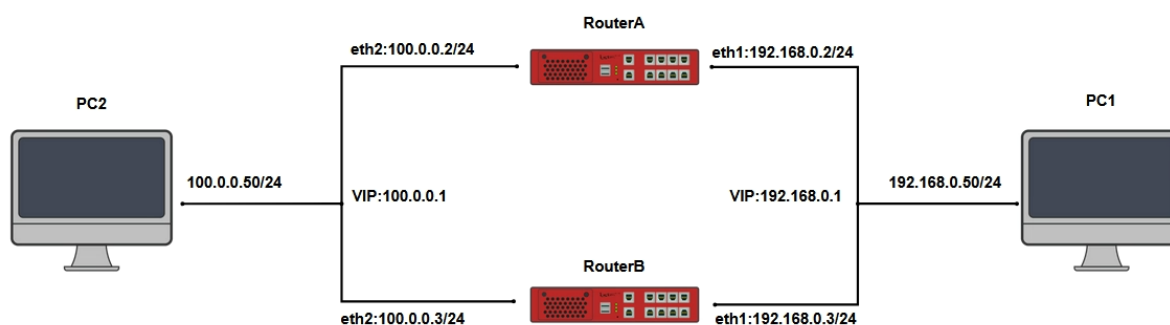 RouterA
eth2:100.0.0.2/24
eth1:192.168.0.2/24
PC2
PC1
100.0.0.50/24
VIP:100.0.0.1
VIP:192.168.0.1
192.168.0.50/24
RouterB
eth2:100.0.0.3/24
eth1:192.168.0.3/24